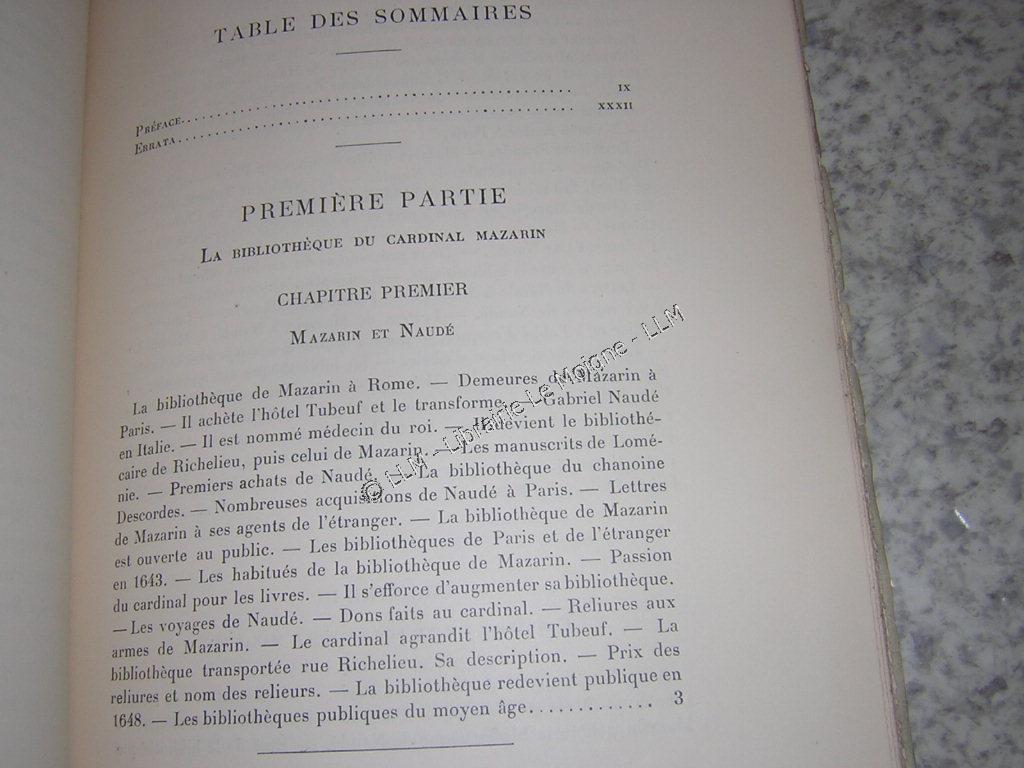 TABLE DES SOMMAIRES
PRÉFACE.......... IX
ERRATA.......... XXXII
PREMIÈRE PARTIE
LA BIBLIOTHÈQUE DU CARDINAL MAZARIN
CHAPITRE PREMIER
MAZARIN ET NAUDÉ
La bibliothèque de Mazarin à Rome. — Demeures de Mazarin à
Paris. — Il achète l'hôtel Tubeuf et le transforme. — Gabriel Naudé
en Italie. — Il est nommé médecin du roi. — Il devient le bibliothé-
caire de Richelieu, puis celui de Mazarin. — Les manuscrits de Lomé-
nie. — Premiers achats de Naudé. — La bibliothèque du chanoine
Descordes. — Nombreuses acquisitions de Naudé à Paris. — Lettres
de Mazarin à ses agents de l'étranger. — La bibliothèque de Mazarin
est ouverte au public. — Les bibliothèques de Paris et de l'étranger
en 1643. — Les habitués de la bibliothèque de Mazarin. — Passion
du cardinal pour les livres. — Il s'efforce d'augmenter sa bibliothèque.
— Les voyages de Naudé. — Dons faits au cardinal. — Reliures aux
armes de Mazarin. — Le cardinal agrandit l'hôtel Tubeuf. — La
bibliothèque transportée rue Richelieu. Sa description. — Prix des
reliures et nom des relieurs. — La bibliothèque redevient publique en
1648. — Les bibliothèques publiques du moyen âge............. 3
© LLM - Librairie Le Moigne - LLM